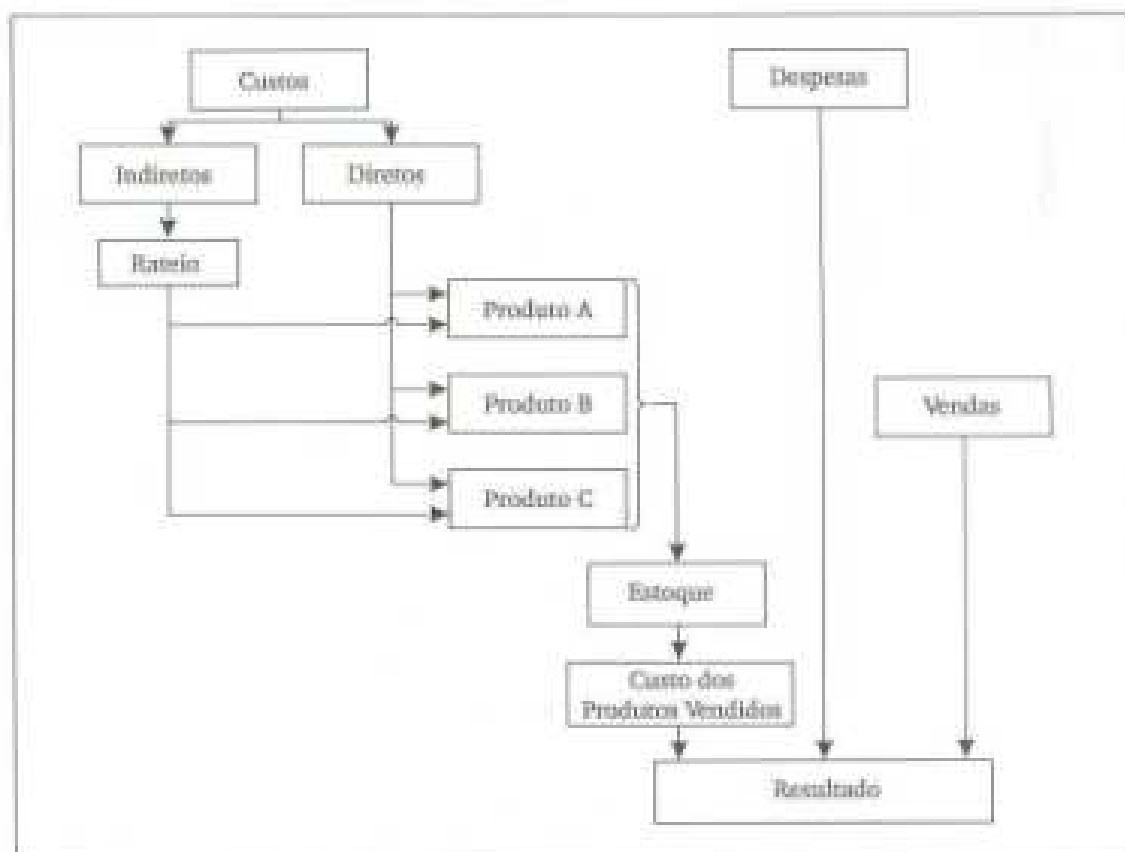 Custos
Despesas
Indiretos
Diretos
Rateio
Produto A
Produto B
Vendas
Produto C
Estoque
Custo dos
Produtos Vendidos
Resultado